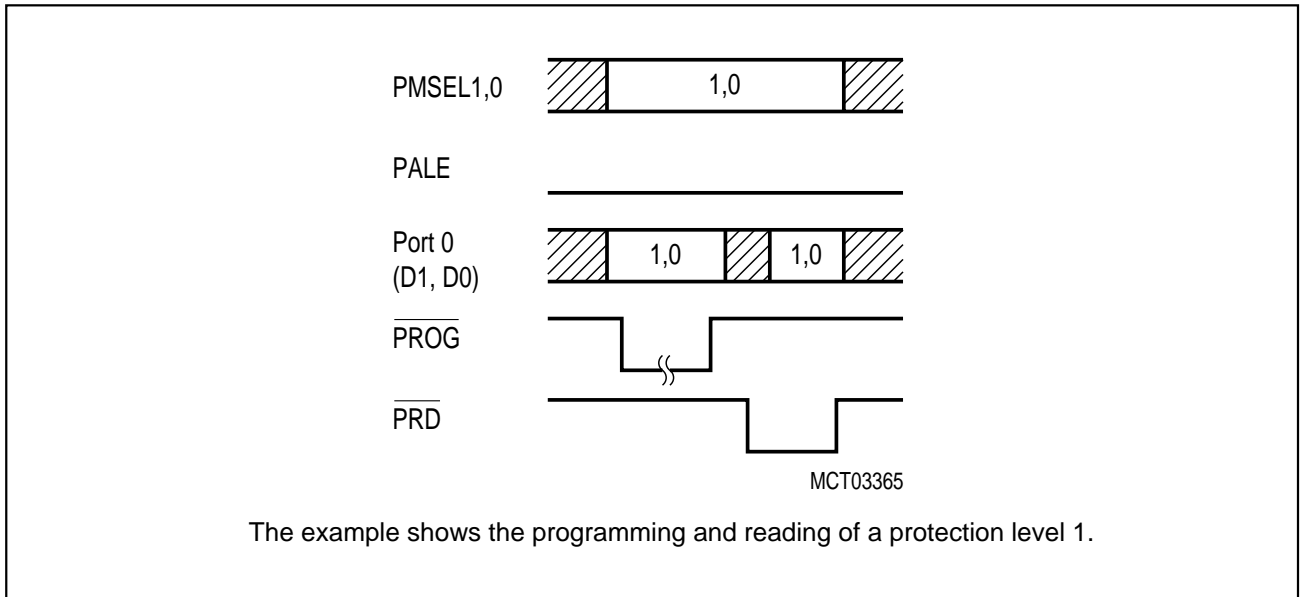 PMSEL1,0
1,0
PALE
Port 0
(D1, D0)
1,0
1,0
PROG
PRD
MCT03365
The example shows the programming and reading of a protection level 1.